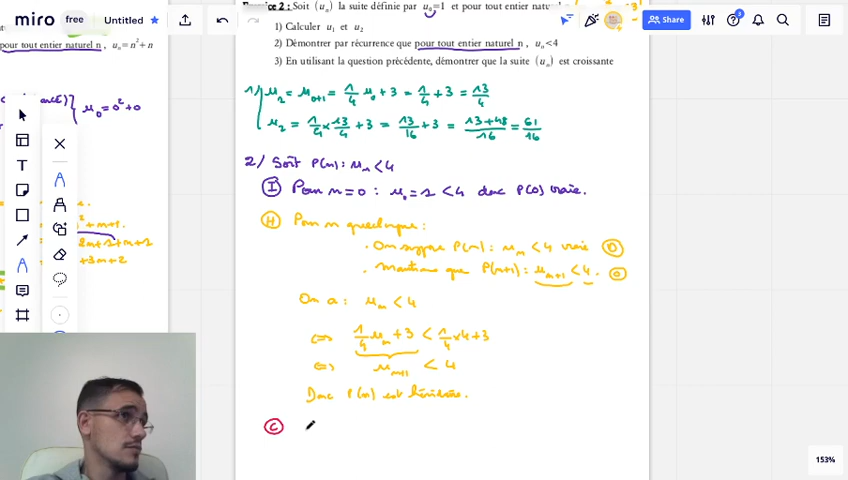 miro free Untitled Share
Exercice 2 : Soit (uₙ) la suite définie par u₀=1 et pour tout entier
1) Calculer u₁ et u₂
pour tout entier naturel n , uₙ=n²+n
2) Démontrer par récurrence que pour tout entier naturel n , uₙ<4
3) En utilisant la question précédente, démontrer que la suite (uₙ) est croissante
1/ u₁ = u₀₊₁ = 1/4 u₀ + 3 = 1/4 + 3 = 13/4
u₀ = 0²+0
u₂ = 1/4 × 13/4 + 3 = 13/16 + 3 = 13+48/16 = 61/16
2/ Soit P(n) : uₙ < 4
I Pour n=0 : u₀ = 1 < 4 donc P(0) vraie.
H Pour n quelconque :
+ n+1.
. On suppose P(n) : uₙ < 4 vraie
+3n+2
. Montrons que P(n+1) : uₙ₊₁ < 4.
On a : uₙ < 4
⇔ 1/4 uₙ + 3 < 1/4 × 4 + 3
⇔ uₙ₊₁ < 4
Donc P(n) est héréditaire.
C
153%